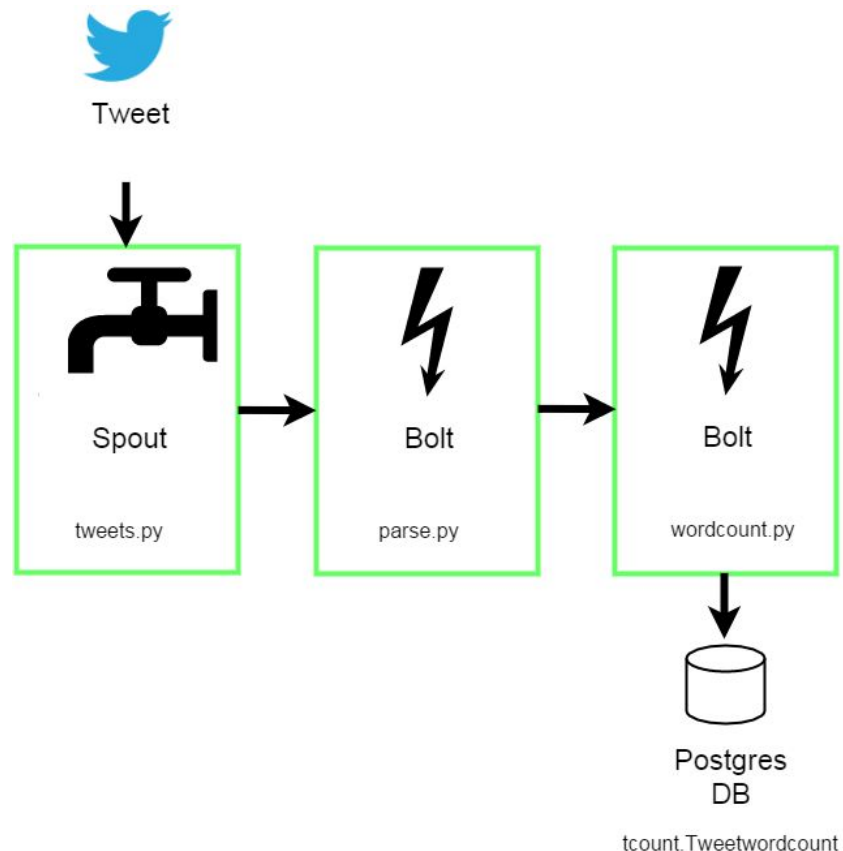 Tweet
Spout
tweets.py
Bolt
parse.py
Bolt
wordcount.py
Postgres
DB
tcount.Tweetwordcount